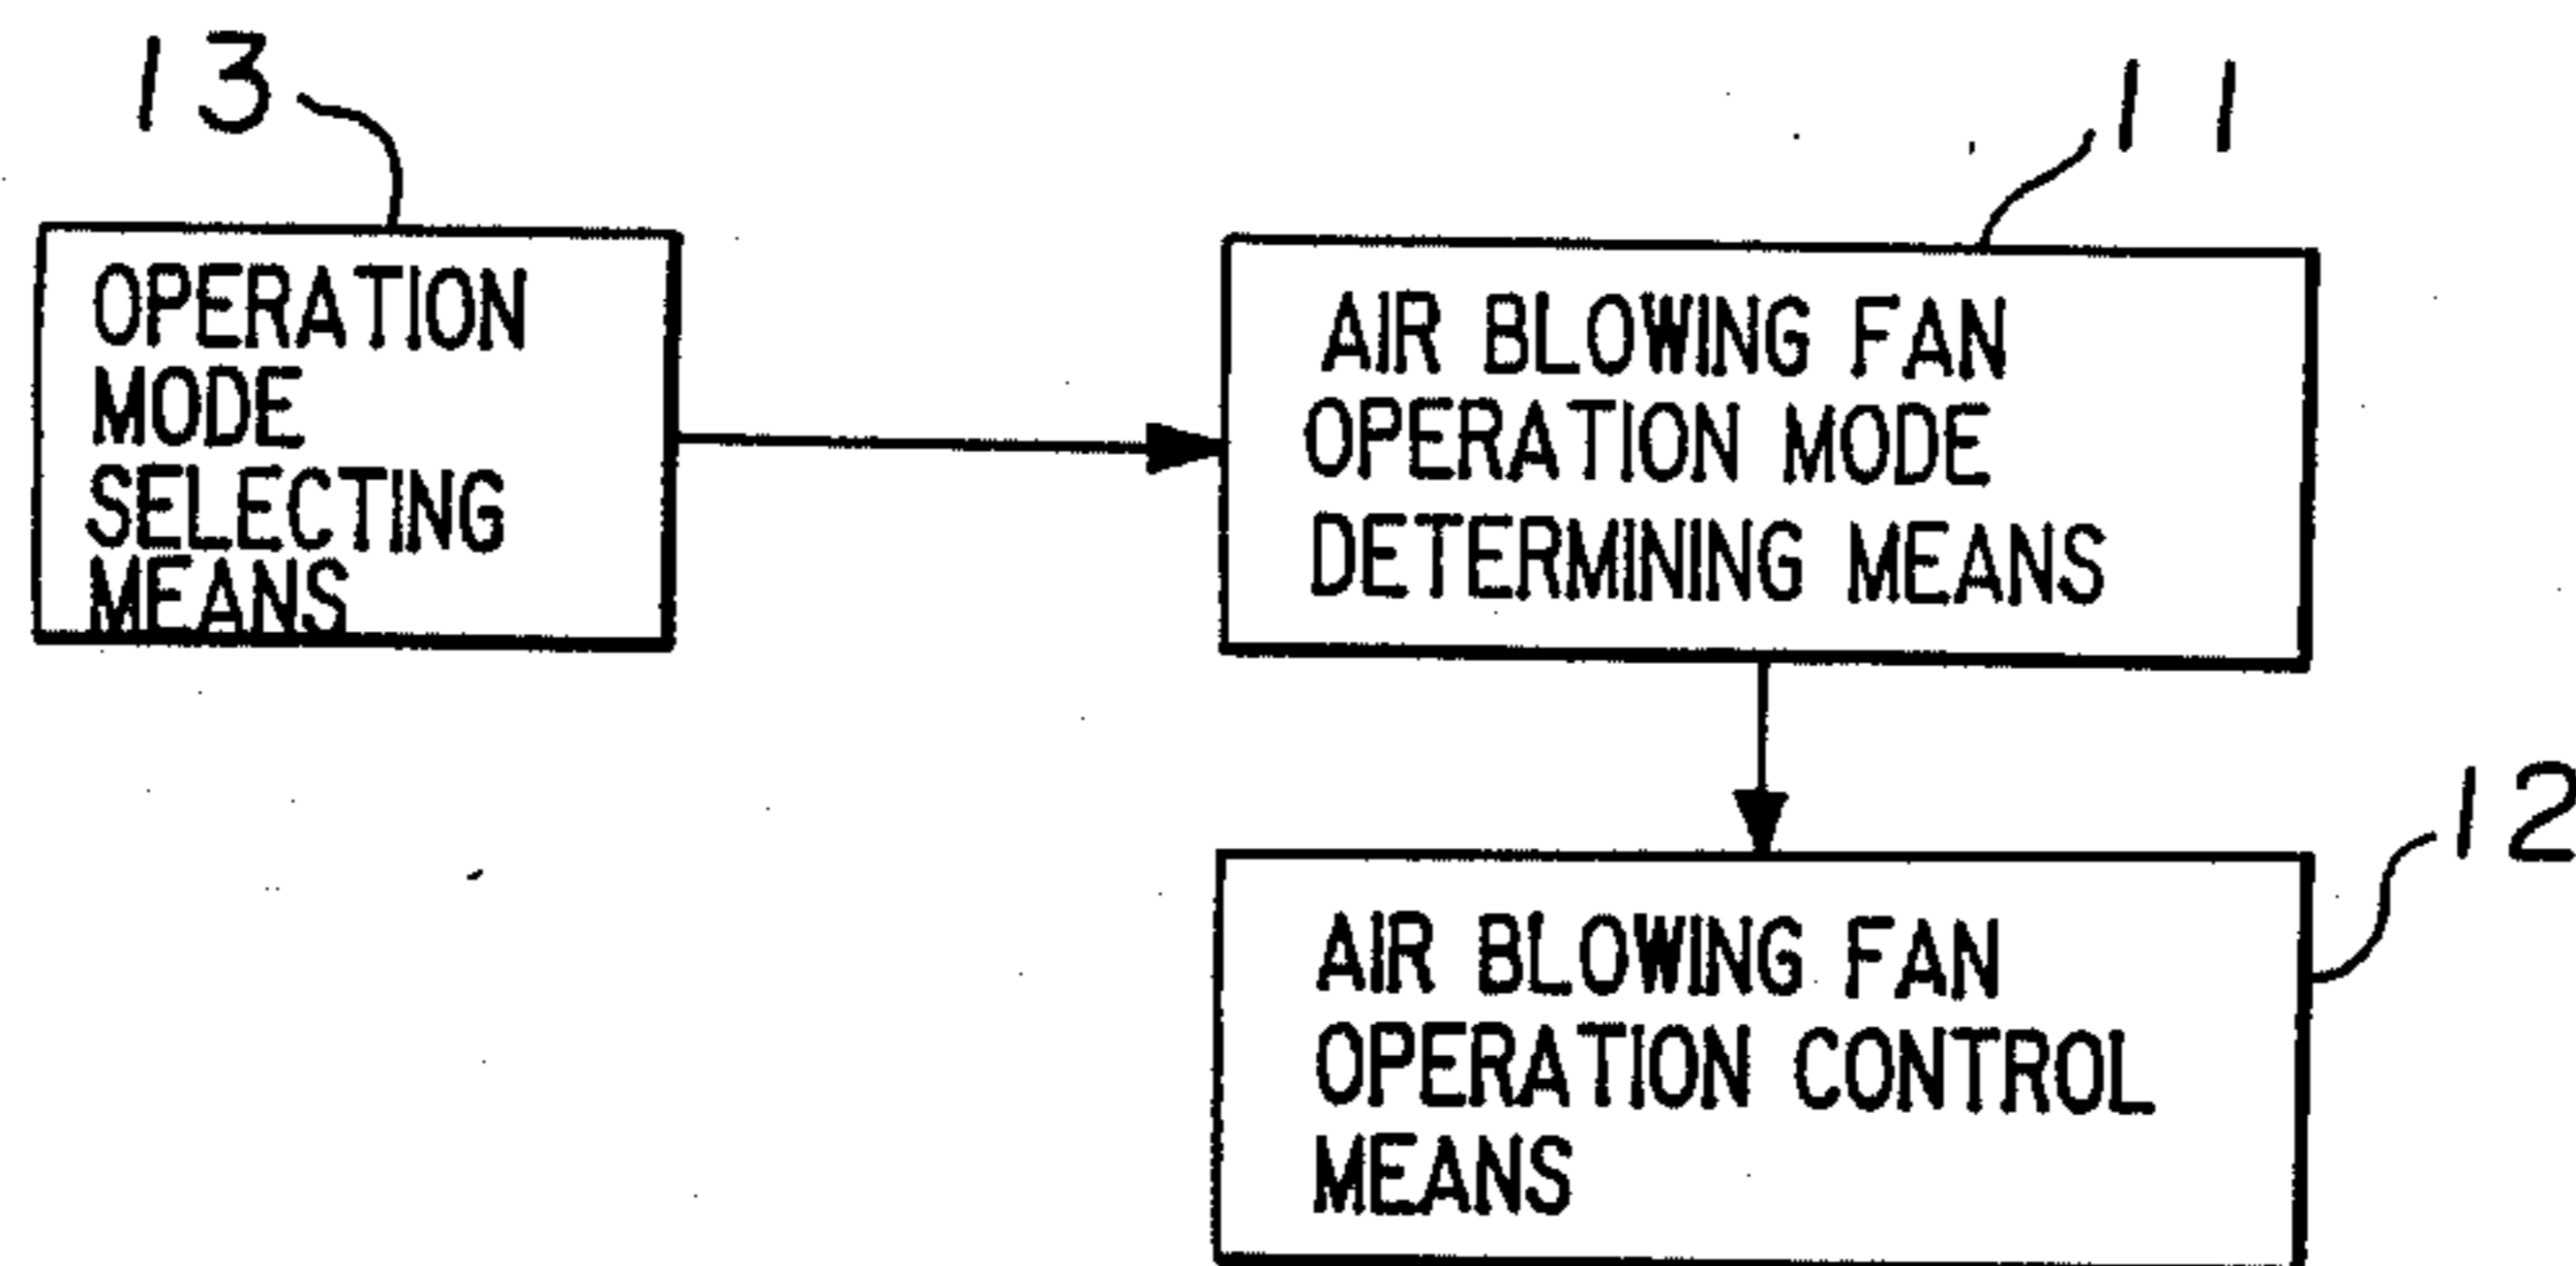 13
OPERATION
MODE
SELECTING
MEANS
11
AIR BLOWING FAN
OPERATION MODE
DETERMINING MEANS
12
AIR BLOWING FAN
OPERATION CONTROL
MEANS